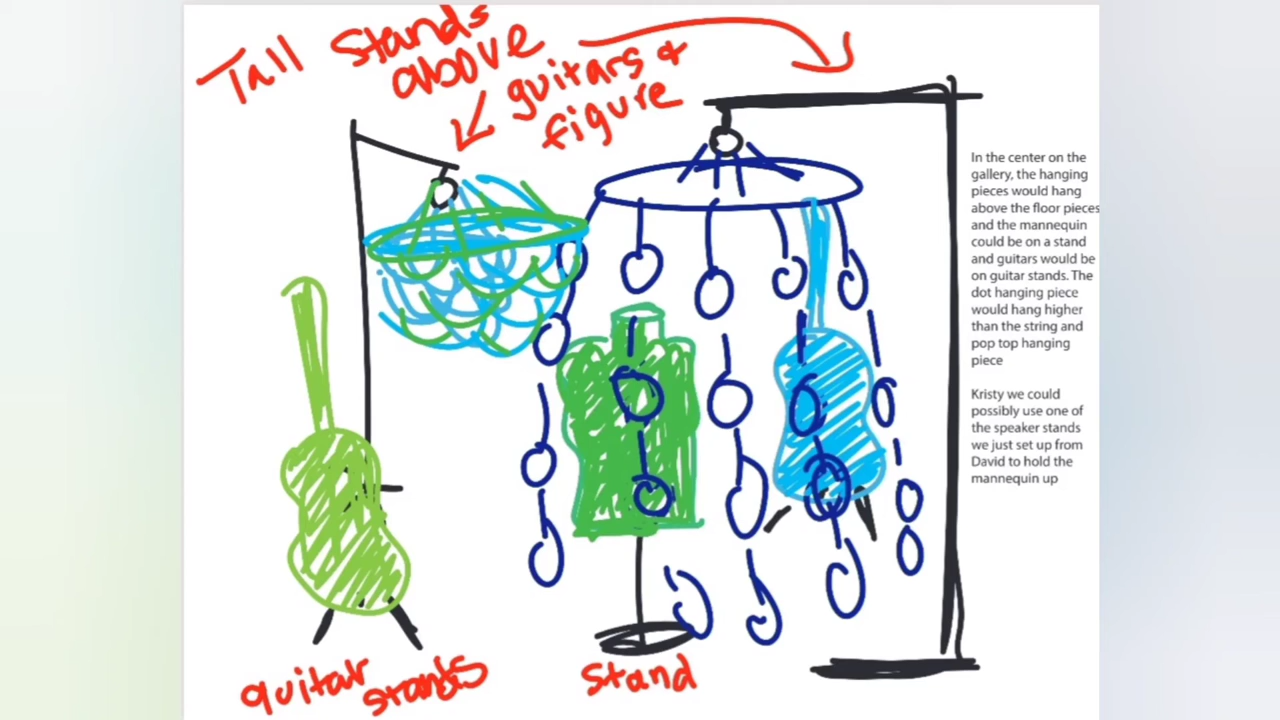 Tall Stands
above
guitars &
figure
In the center on the
gallery, the hanging
pieces would hang
above the floor pieces
and the mannequin
could be on a stand
and guitars would be
on guitar stands. The
dot hanging piece
would hang higher
than the string and
pop top hanging
piece
Kristy we could
possibly use one of
the speaker stands
we just set up from
David to hold the
mannequin up
guitar
stands
Stand